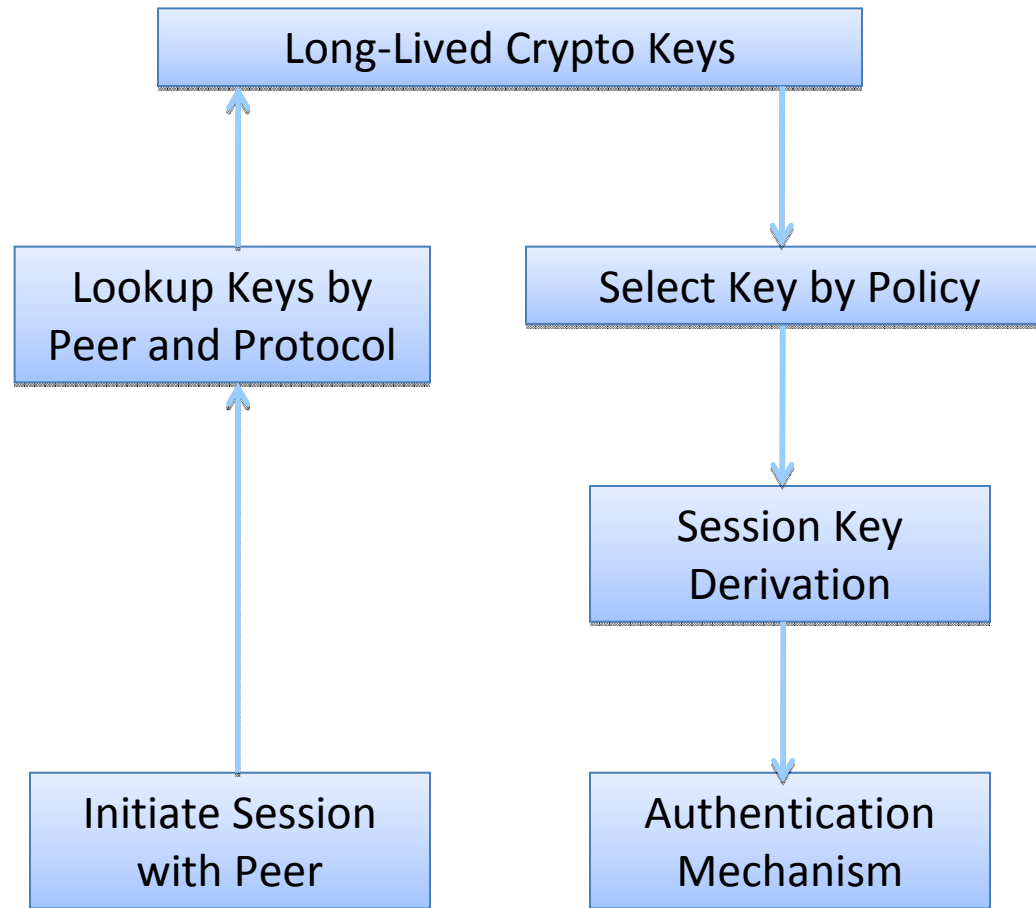 Long-Lived Crypto Keys
Lookup Keys by
Peer and Protocol
Select Key by Policy
Session Key
Derivation
Initiate Session
with Peer
Authentication
Mechanism